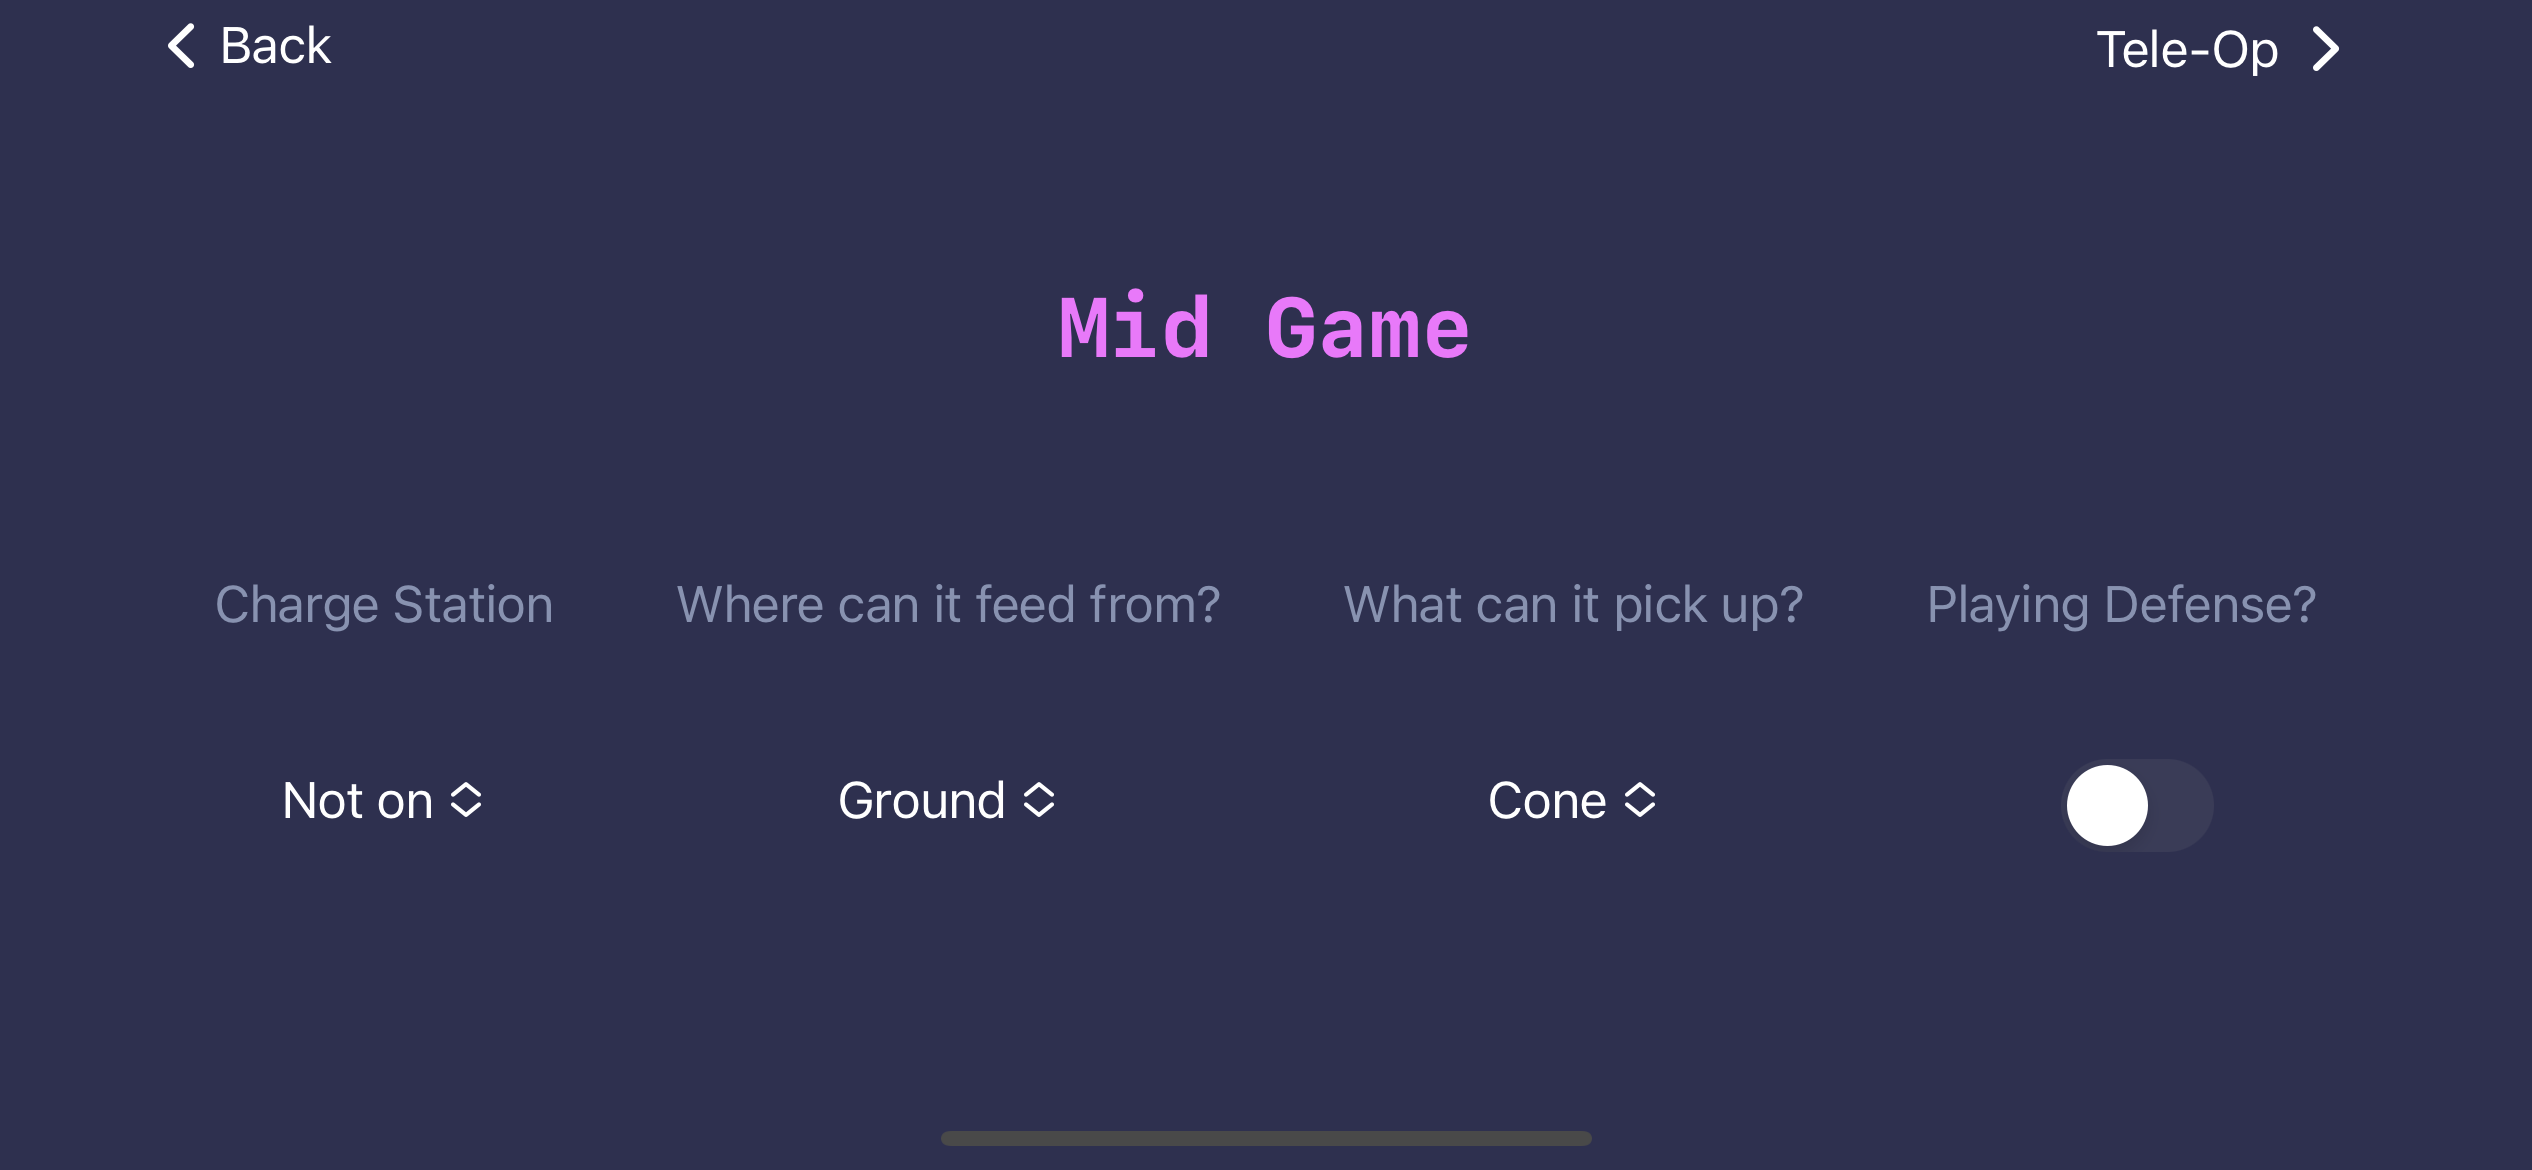 Back
Tele-Op
Mid Game
Charge Station
Where can it feed from?
What can it pick up?
Playing Defense?
Not on
Ground
Cone